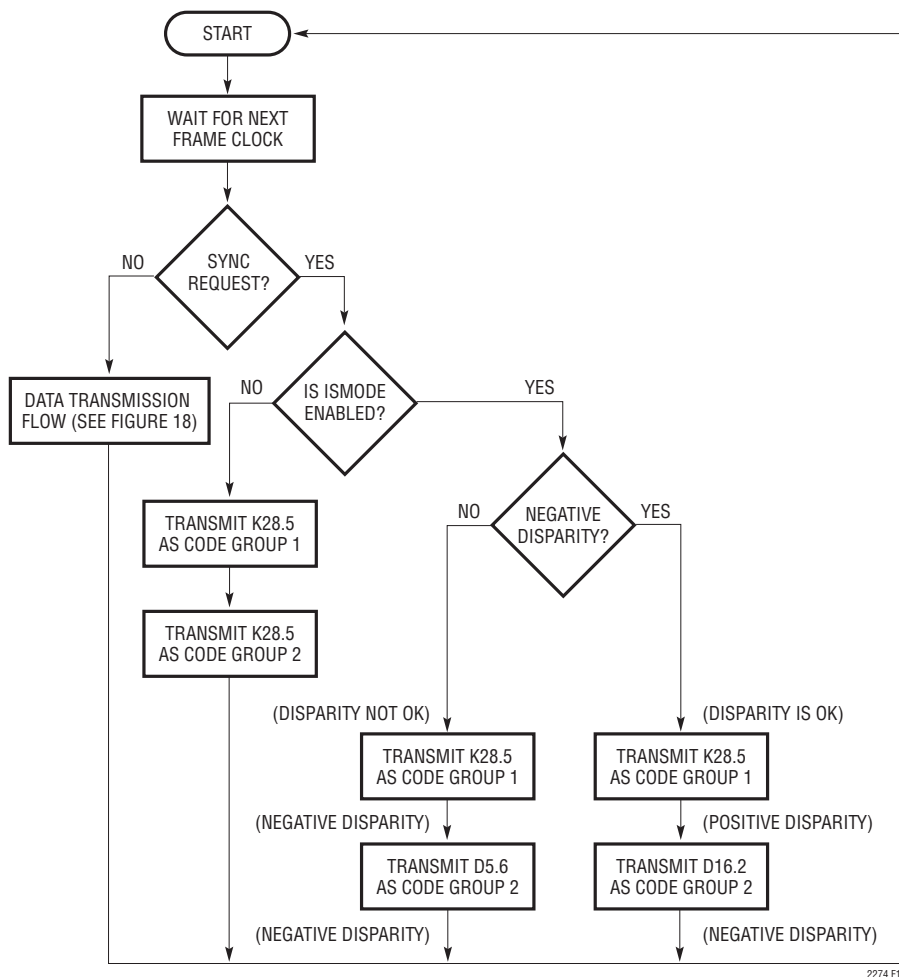 START
WAIT FOR NEXT
FRAME CLOCK
SYNC
REQUEST?
NO
YES
DATA TRANSMISSION
FLOW (SEE FIGURE 18)
IS ISMODE
ENABLED?
NO
YES
TRANSMIT K28.5
AS CODE GROUP 1
TRANSMIT K28.5
AS CODE GROUP 2
NEGATIVE
DISPARITY?
NO
YES
(DISPARITY NOT OK)
TRANSMIT K28.5
AS CODE GROUP 1
(NEGATIVE DISPARITY)
TRANSMIT D5.6
AS CODE GROUP 2
(NEGATIVE DISPARITY)
(DISPARITY IS OK)
TRANSMIT K28.5
AS CODE GROUP 1
(POSITIVE DISPARITY)
TRANSMIT D16.2
AS CODE GROUP 2
(NEGATIVE DISPARITY)
2274